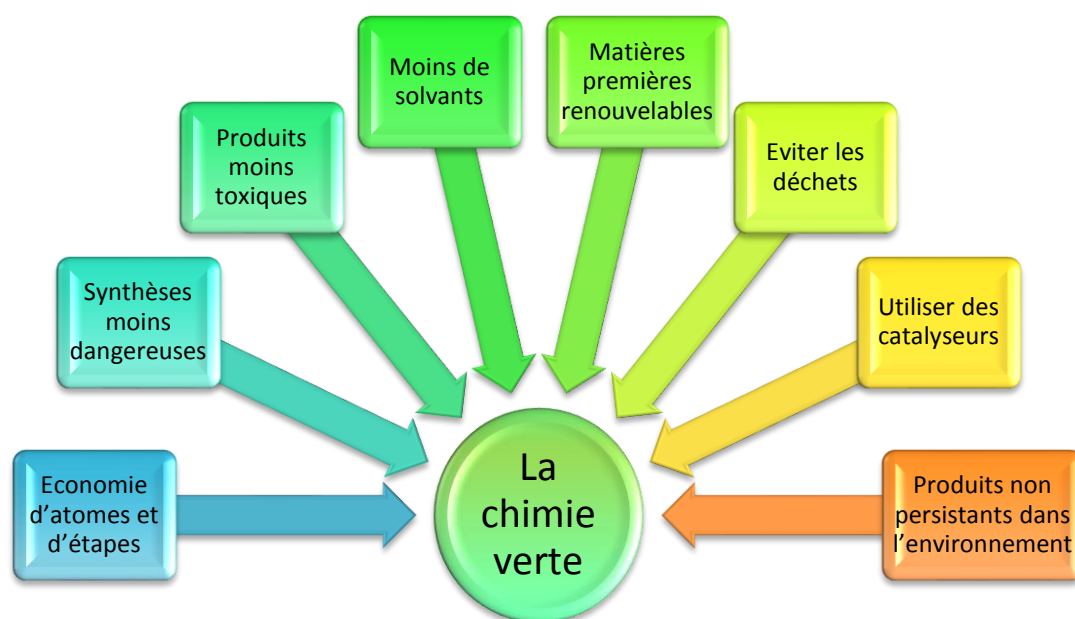 Economie
d'atomes et
d'étapes
Synthèses
moins
dangereuses
Produits
moins
toxiques
Moins de
solvants
Matières
premières
renouvelables
Eviter les
déchets
Utiliser des
catalyseurs
Produits non
persistants dans
l'environnement
La
chimie
verte